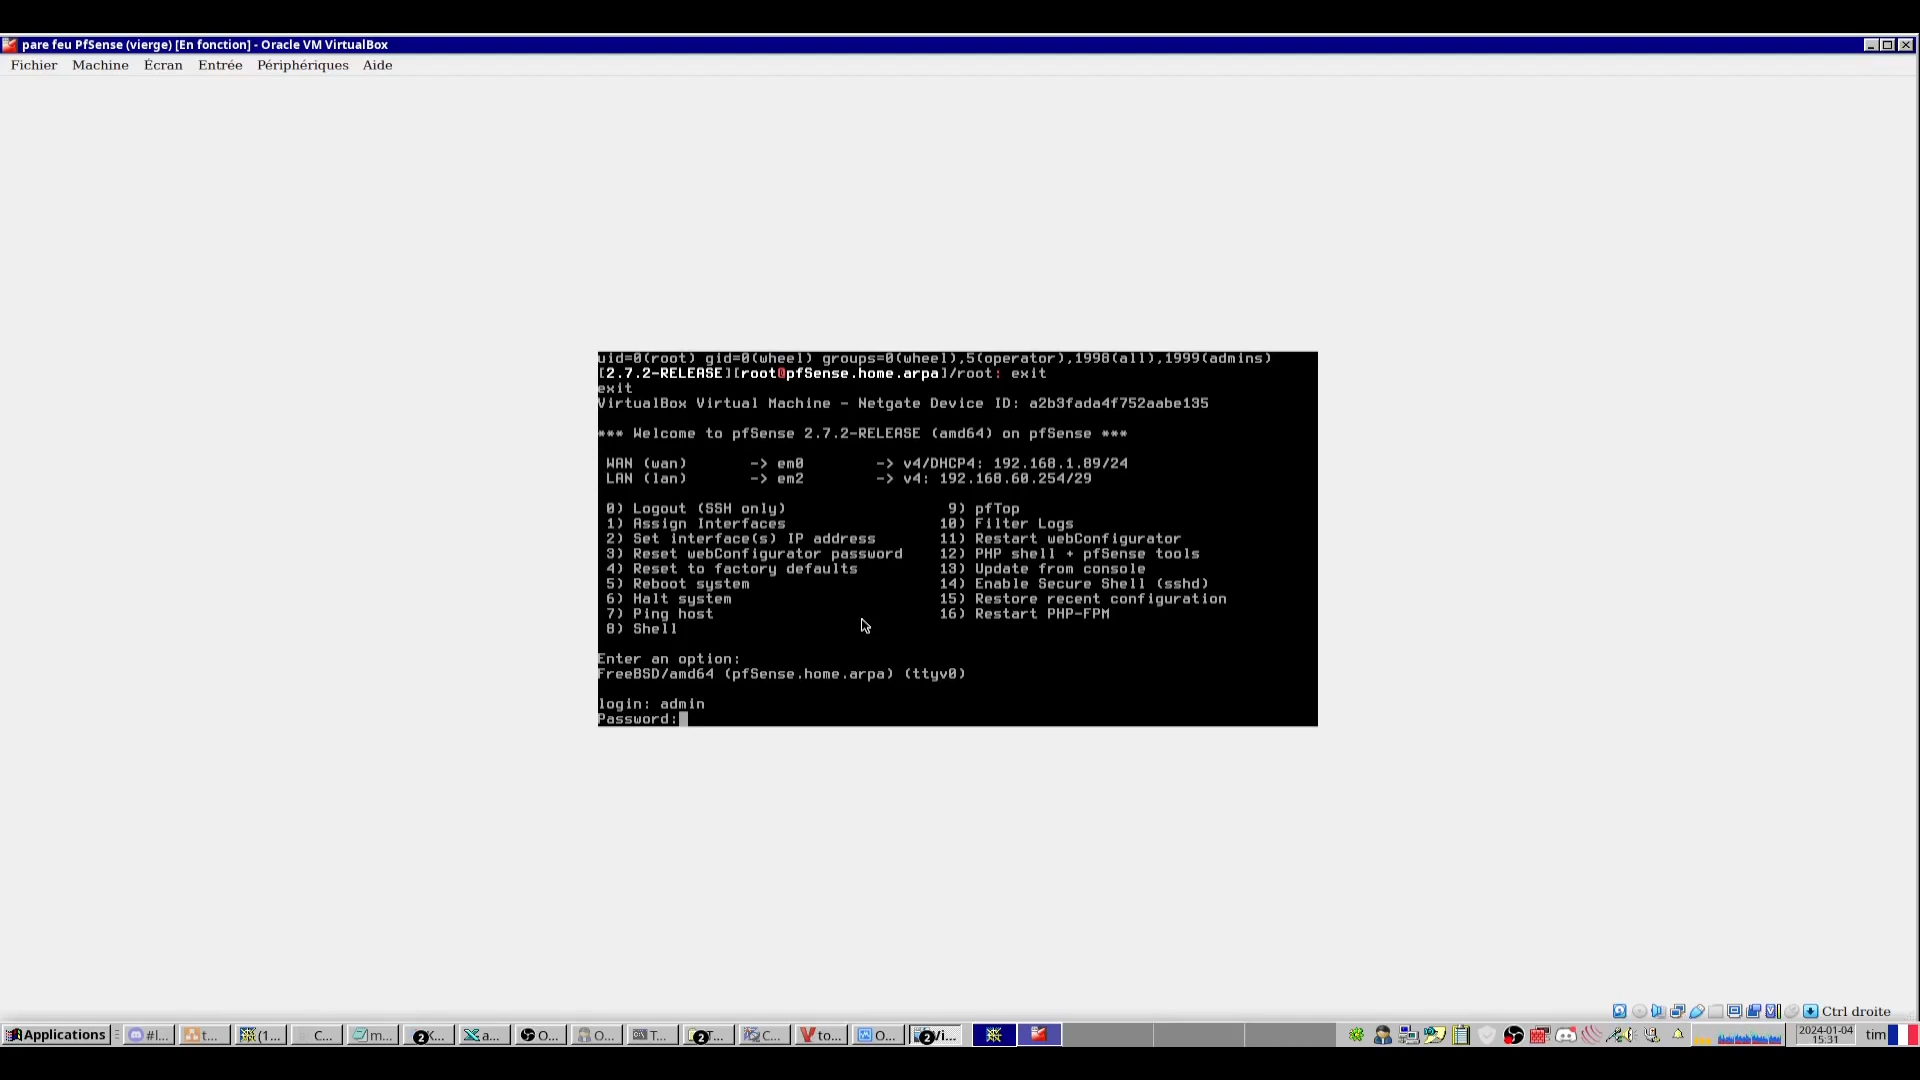 pare feu PfSense (vierge) [En fonction] - Oracle VM VirtualBox
Fichier Machine Écran Entrée Périphériques Aide
uid=0(root) gid=0(wheel) groups=0(wheel),5(operator),1998(all),1999(admins)
[2.7.2-RELEASE][root@pfSense.home.arpa]/root: exit
exit
VirtualBox Virtual Machine - Netgate Device ID: a2b3fada4f752aabe135
*** Welcome to pfSense 2.7.2-RELEASE (amd64) on pfSense ***
WAN (wan) -> em0 -> v4/DHCP4: 192.168.1.89/24
LAN (lan) -> em2 -> v4: 192.168.60.254/29
0) Logout (SSH only) 9) pfTop
1) Assign Interfaces 10) Filter Logs
2) Set interface(s) IP address 11) Restart webConfigurator
3) Reset webConfigurator password 12) PHP shell + pfSense tools
4) Reset to factory defaults 13) Update from console
5) Reboot system 14) Enable Secure Shell (sshd)
6) Halt system 15) Restore recent configuration
7) Ping host 16) Restart PHP-FPM
8) Shell
Enter an option:
FreeBSD/amd64 (pfSense.home.arpa) (ttyv0)
login: admin
Password:
Ctrl droite
Applications #l... t... (1... C... m... 2 K... a... O... O... T... 2 T... C... to... O... 2 /i... 2024-01-04 tim
15:31